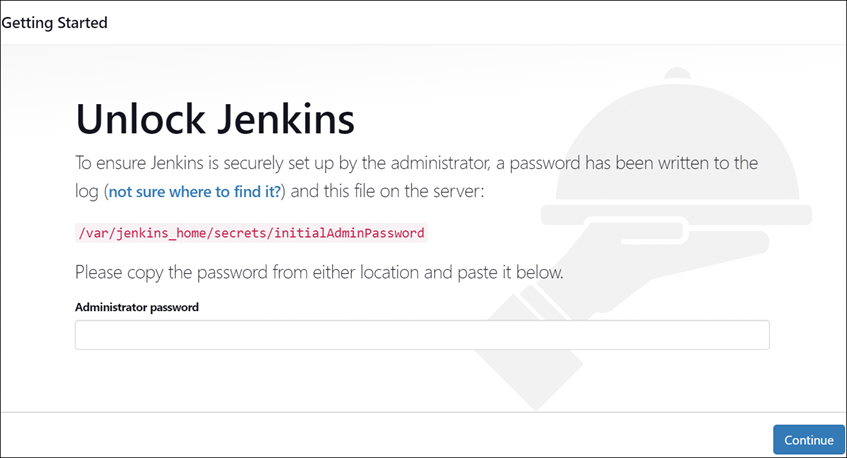 Getting Started
Unlock Jenkins
To ensure Jenkins is securely set up by the administrator, a password has been written to the
log (not sure where to find it?) and this file on the server:
/var/jenkins_home/secrets/initialAdminPassword
Please copy the password from either location and paste it below.
Administrator password
Continue